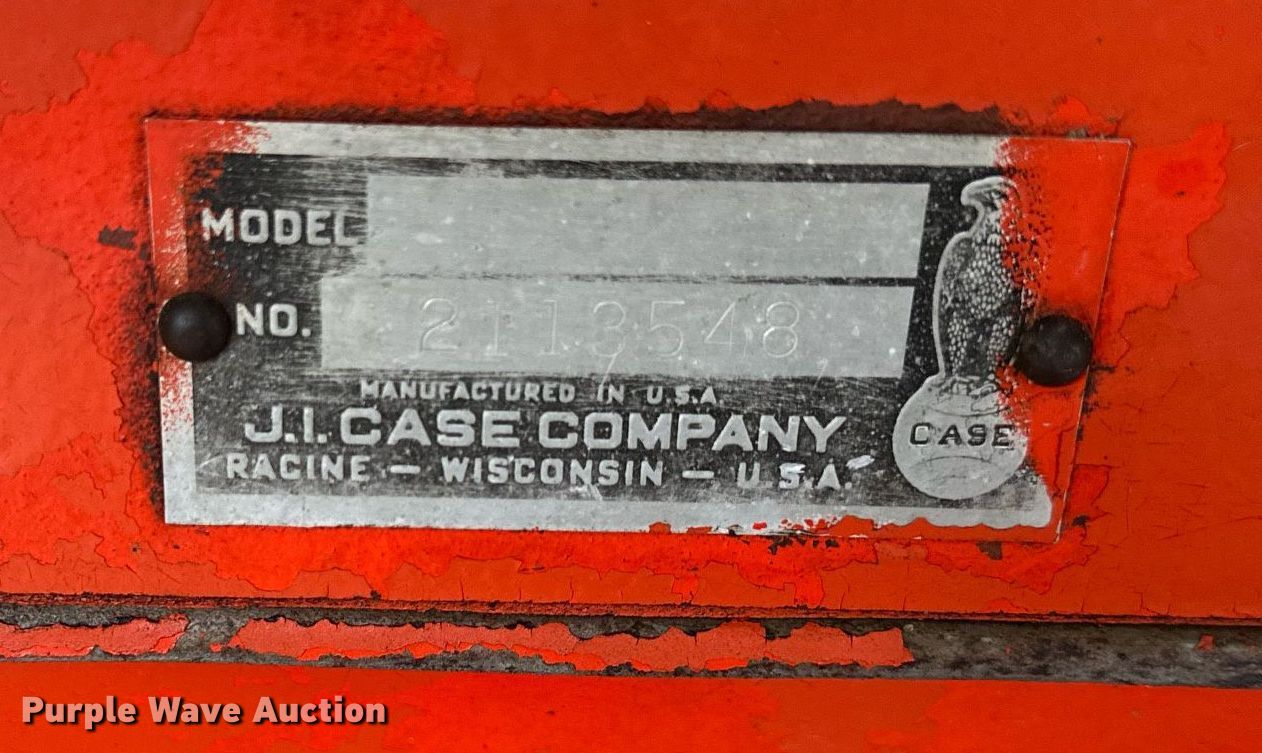 MODEL
NO. 2113548
MANUFACTURED IN U.S.A.
J.I. CASE COMPANY
RACINE — WISCONSIN — U.S.A.
CASE
Purple Wave Auction